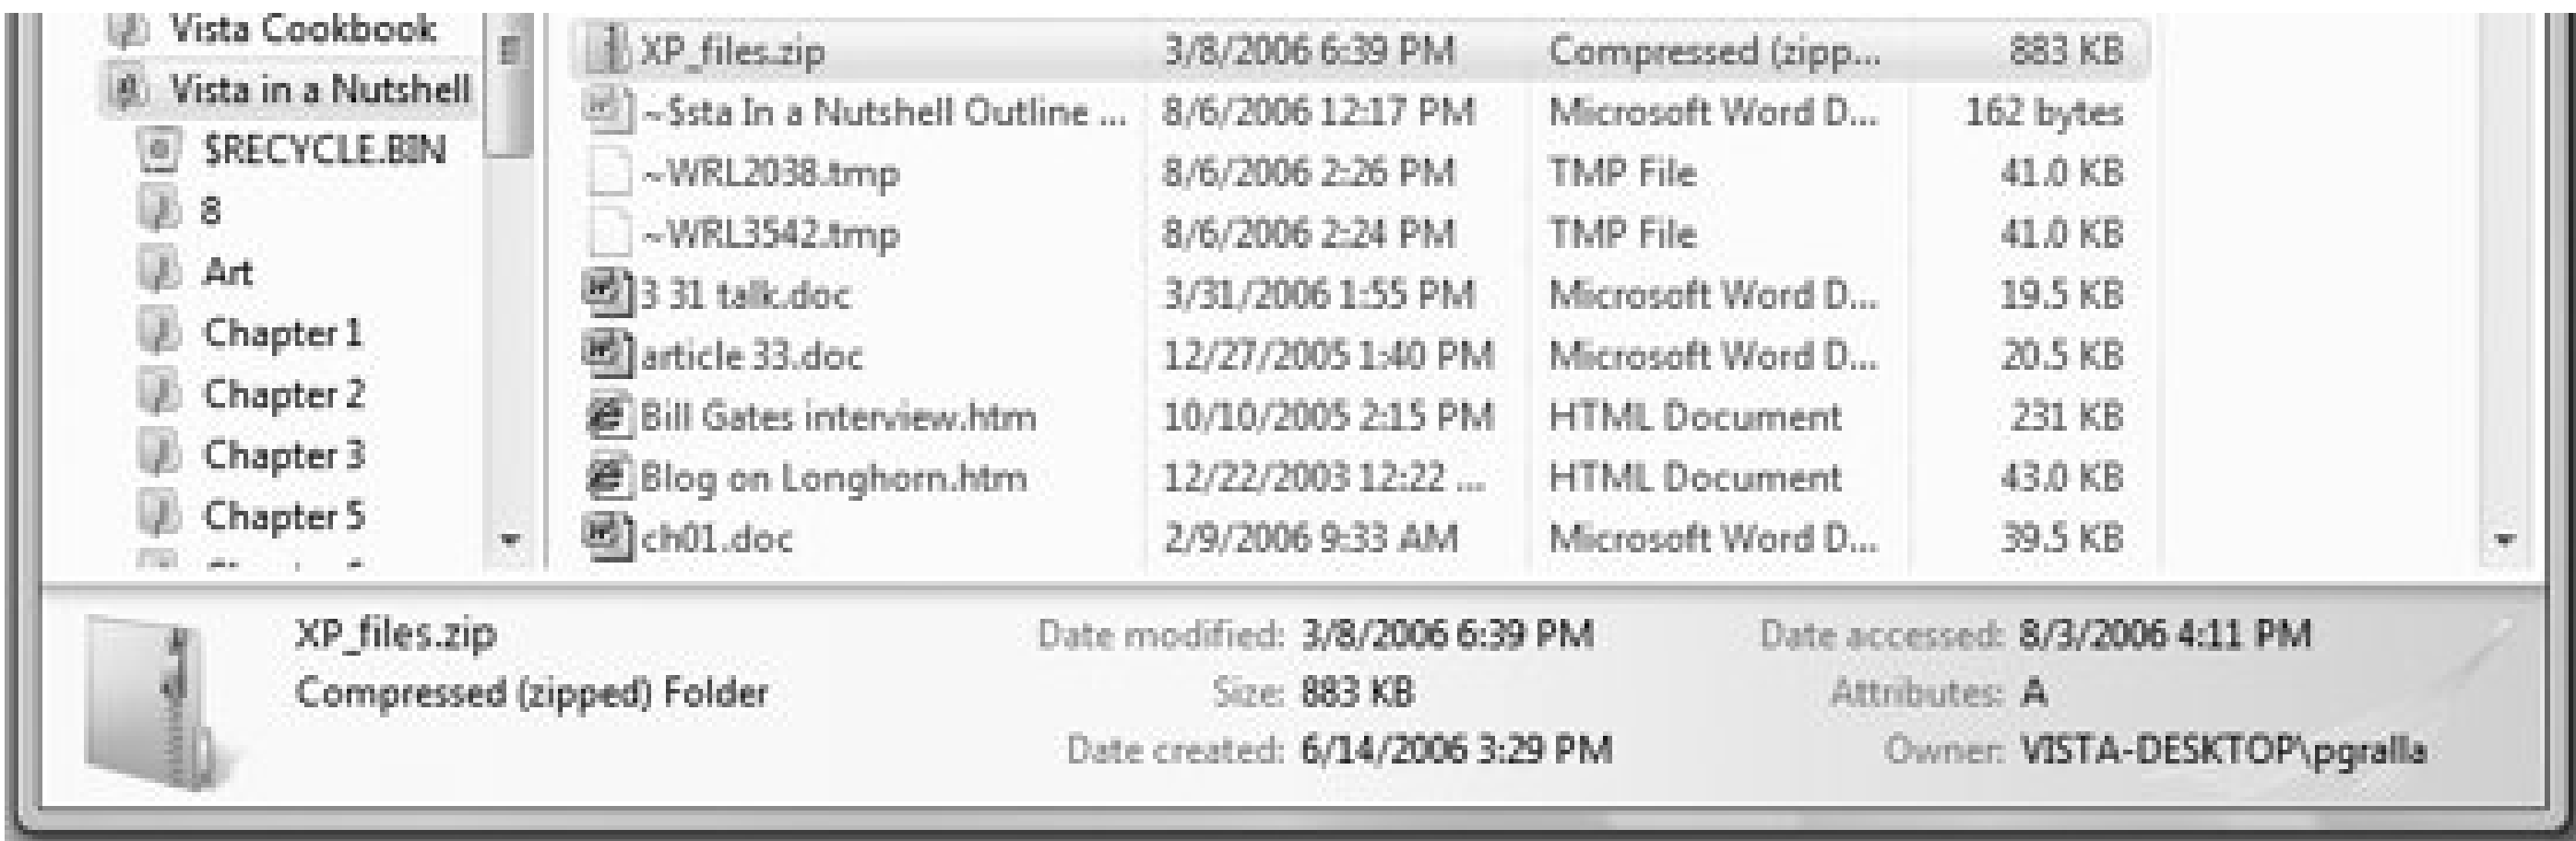 Vista Cookbook
Vista in a Nutshell
$RECYCLE.BIN
8
Art
Chapter 1
Chapter 2
Chapter 3
Chapter 5
XP_files.zip 3/8/2006 6:39 PM Compressed (zipp... 883 KB
~$sta In a Nutshell Outline ... 8/6/2006 12:17 PM Microsoft Word D... 162 bytes
~WRL2038.tmp 8/6/2006 2:26 PM TMP File 41.0 KB
~WRL3542.tmp 8/6/2006 2:24 PM TMP File 41.0 KB
3 31 talk.doc 3/31/2006 1:55 PM Microsoft Word D... 19.5 KB
article 33.doc 12/27/2005 1:40 PM Microsoft Word D... 20.5 KB
Bill Gates interview.htm 10/10/2005 2:15 PM HTML Document 231 KB
Blog on Longhorn.htm 12/22/2003 12:22 ... HTML Document 43.0 KB
ch01.doc 2/9/2006 9:33 AM Microsoft Word D... 39.5 KB
XP_files.zip Date modified: 3/8/2006 6:39 PM Date accessed: 8/3/2006 4:11 PM
Compressed (zipped) Folder Size: 883 KB Attributes: A
Date created: 6/14/2006 3:29 PM Owner: VISTA-DESKTOP\pgralla